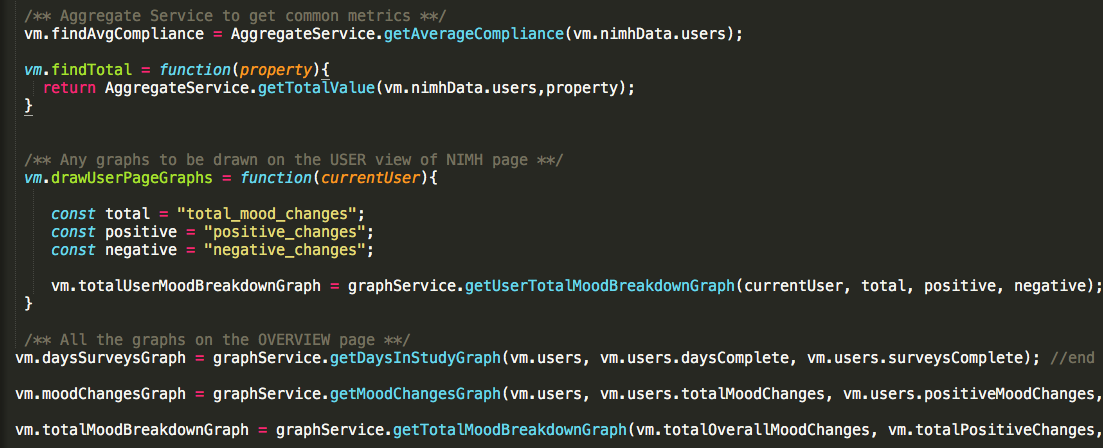 /** Aggregate Service to get common metrics **/
vm.findAvgCompliance = AggregateService.getAverageCompliance(vm.nimhData.users);
vm.findTotal = function(property){
return AggregateService.getTotalValue(vm.nimhData.users,property);
}
/** Any graphs to be drawn on the USER view of NIMH page **/
vm.drawUserPageGraphs = function(currentUser){
const total = "total_mood_changes";
const positive = "positive_changes";
const negative = "negative_changes";
vm.totalUserMoodBreakdownGraph = graphService.getUserTotalMoodBreakdownGraph(currentUser, total, positive, negative);
}
/** All the graphs on the OVERVIEW page **/
vm.daysSurveysGraph = graphService.getDaysInStudyGraph(vm.users, vm.users.daysComplete, vm.users.surveysComplete); //end
vm.moodChangesGraph = graphService.getMoodChangesGraph(vm.users, vm.users.totalMoodChanges, vm.users.positiveMoodChanges,
vm.totalMoodBreakdownGraph = graphService.getTotalMoodBreakdownGraph(vm.totalOverallMoodChanges, vm.totalPositiveChanges,